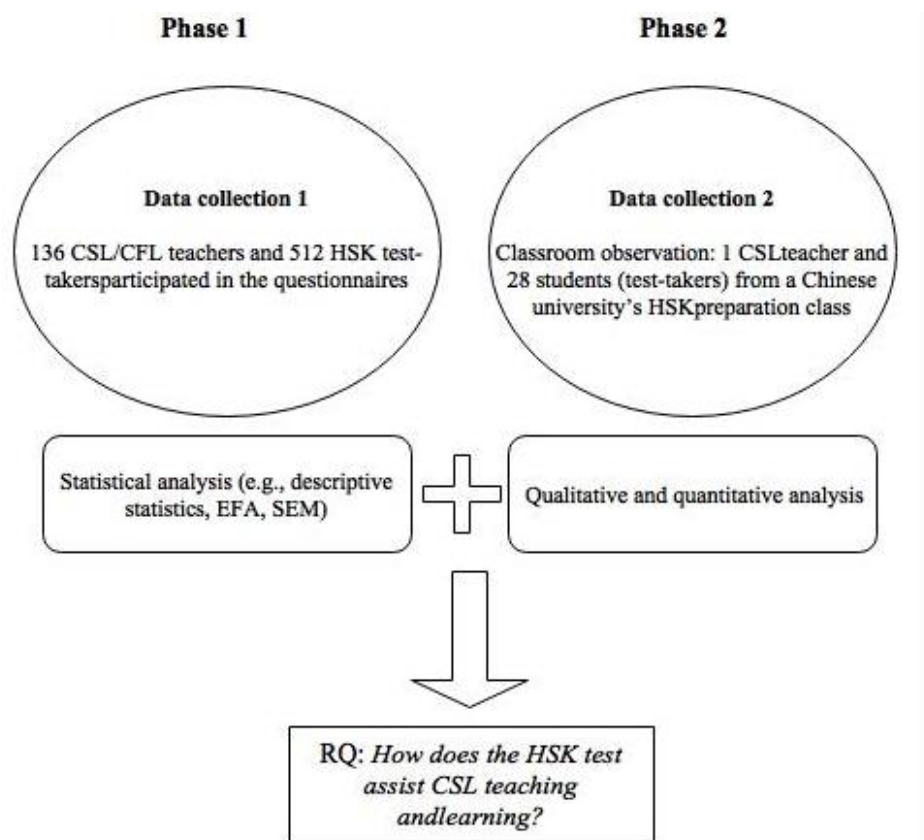 Phase 1
Phase 2
Data collection 1
136 CSL/CFL teachers and 512 HSK test-
takersparticipated in the questionnaires
Data collection 2
Classroom observation: 1 CSLteacher and
28 students (test-takers) from a Chinese
university’s HSKpreparation class
Statistical analysis (e.g., descriptive
statistics, EFA, SEM)
Qualitative and quantitative analysis
RQ: How does the HSK test
assist CSL teaching
andlearning?